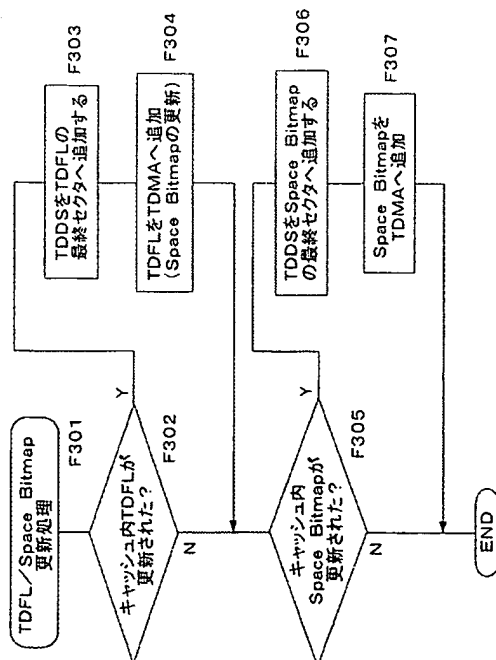 TDFL/Space Bitmap
更新処理
F301
キャッシュ内TDFLが
更新された?
F302
Y
N
TDDSをTDFLの
最終セクタへ追加する
F303
TDFLをTDMAへ追加
(Space Bitmapの更新)
F304
キャッシュ内
Space Bitmapが
更新された?
F305
Y
N
TDDSをSpace Bitmap
の最終セクタへ追加する
F306
Space Bitmapを
TDMAへ追加
F307
END